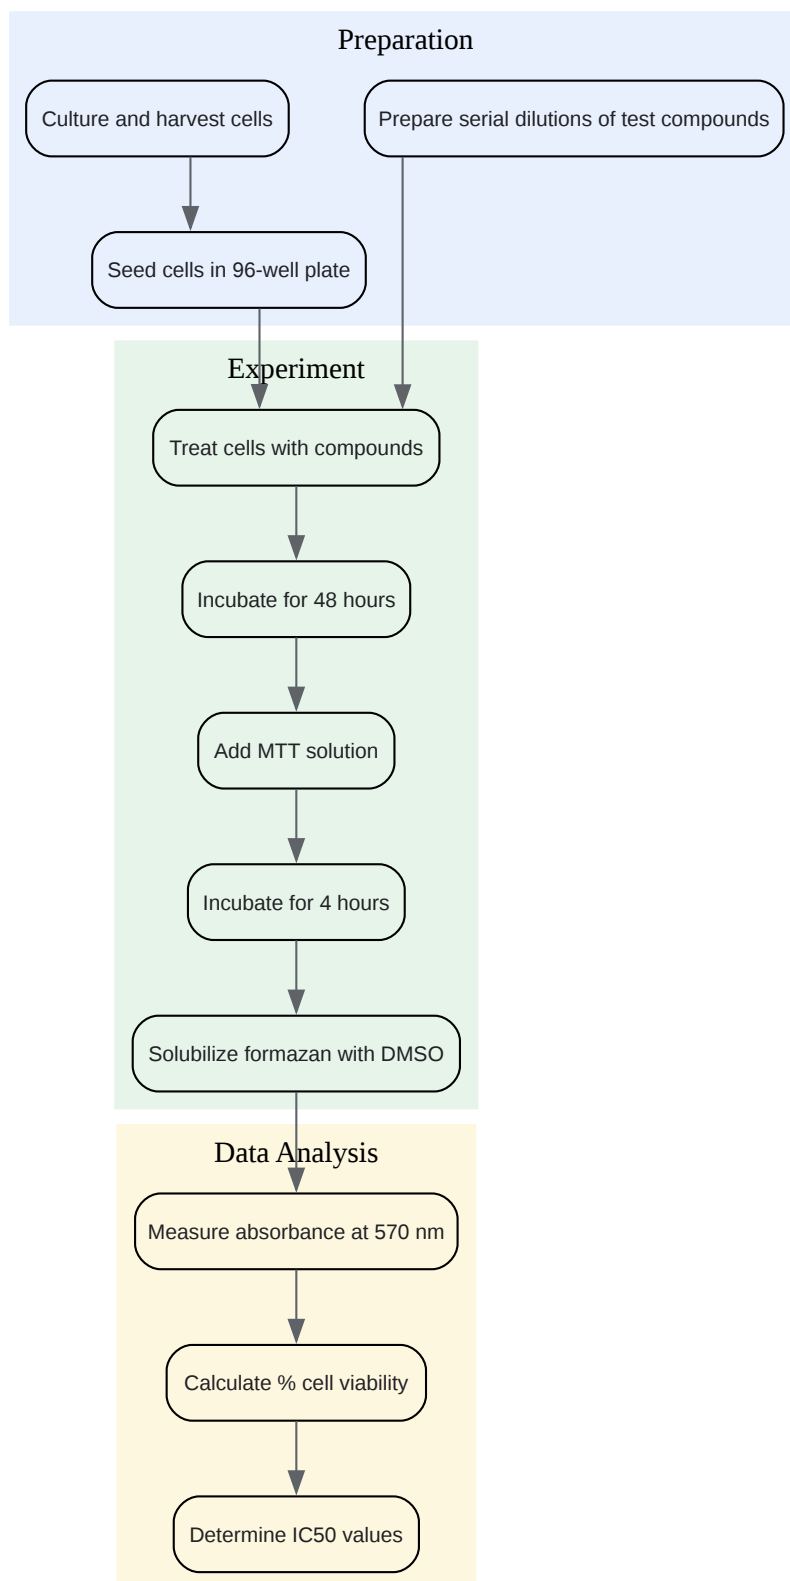 Preparation
Culture and harvest cells
Prepare serial dilutions of test compounds
Seed cells in 96-well plate
Experiment
Treat cells with compounds
Incubate for 48 hours
Add MTT solution
Incubate for 4 hours
Solubilize formazan with DMSO
Data Analysis
Measure absorbance at 570 nm
Calculate % cell viability
Determine IC50 values